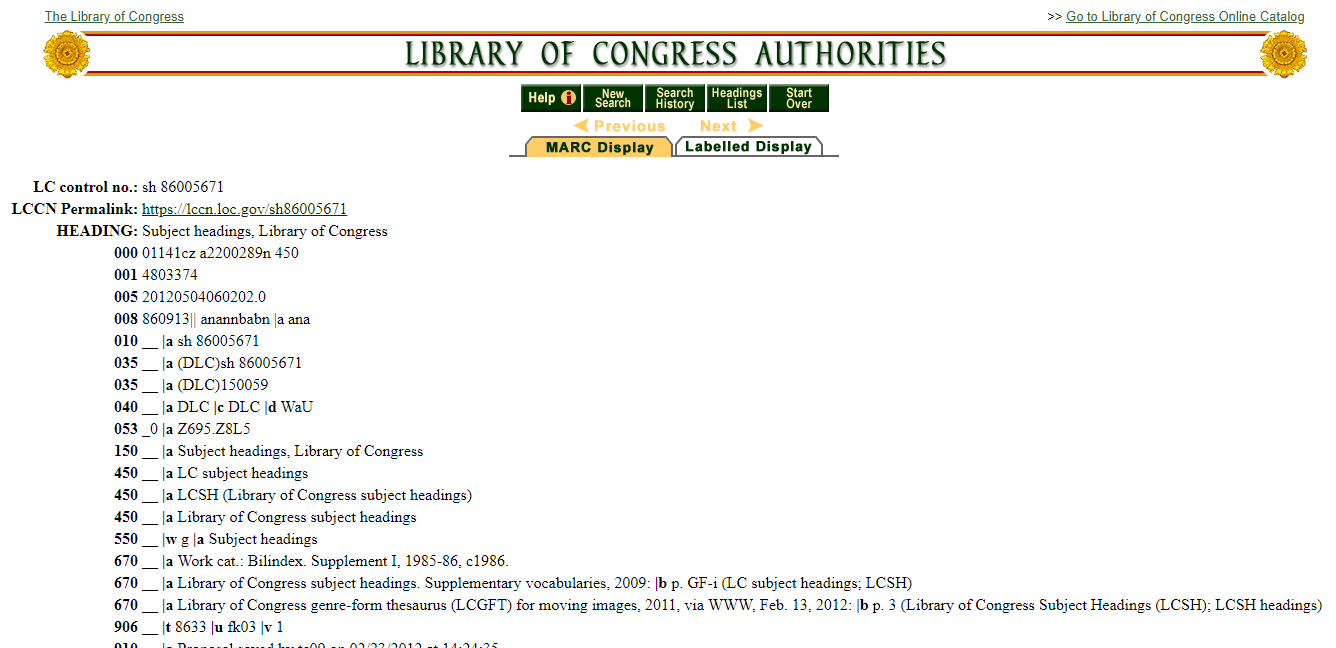 The Library of Congress
>> Go to Library of Congress Online Catalog
LIBRARY OF CONGRESS AUTHORITIES
Help i
New Search
Search History
Headings List
Start Over
Previous Next
MARC Display Labelled Display
LC control no.: sh 86005671
LCCN Permalink: https://lccn.loc.gov/sh86005671
HEADING: Subject headings, Library of Congress
000 01141cz a2200289n 450
001 4803374
005 20120504060202.0
008 860913|| anannbabn |a ana
010 __ |a sh 86005671
035 __ |a (DLC)sh 86005671
035 __ |a (DLC)150059
040 __ |a DLC |c DLC |d WaU
053 _0 |a Z695.Z8L5
150 __ |a Subject headings, Library of Congress
450 __ |a LC subject headings
450 __ |a LCSH (Library of Congress subject headings)
450 __ |a Library of Congress subject headings
550 __ |w g |a Subject headings
670 __ |a Work cat.: Bilindex. Supplement I, 1985-86, c1986.
670 __ |a Library of Congress subject headings. Supplementary vocabularies, 2009: |b p. GF-i (LC subject headings; LCSH)
670 __ |a Library of Congress genre-form thesaurus (LCGFT) for moving images, 2011, via WWW, Feb. 13, 2012: |b p. 3 (Library of Congress Subject Headings (LCSH); LCSH headings)
906 __ |t 8633 |u fk03 |v 1